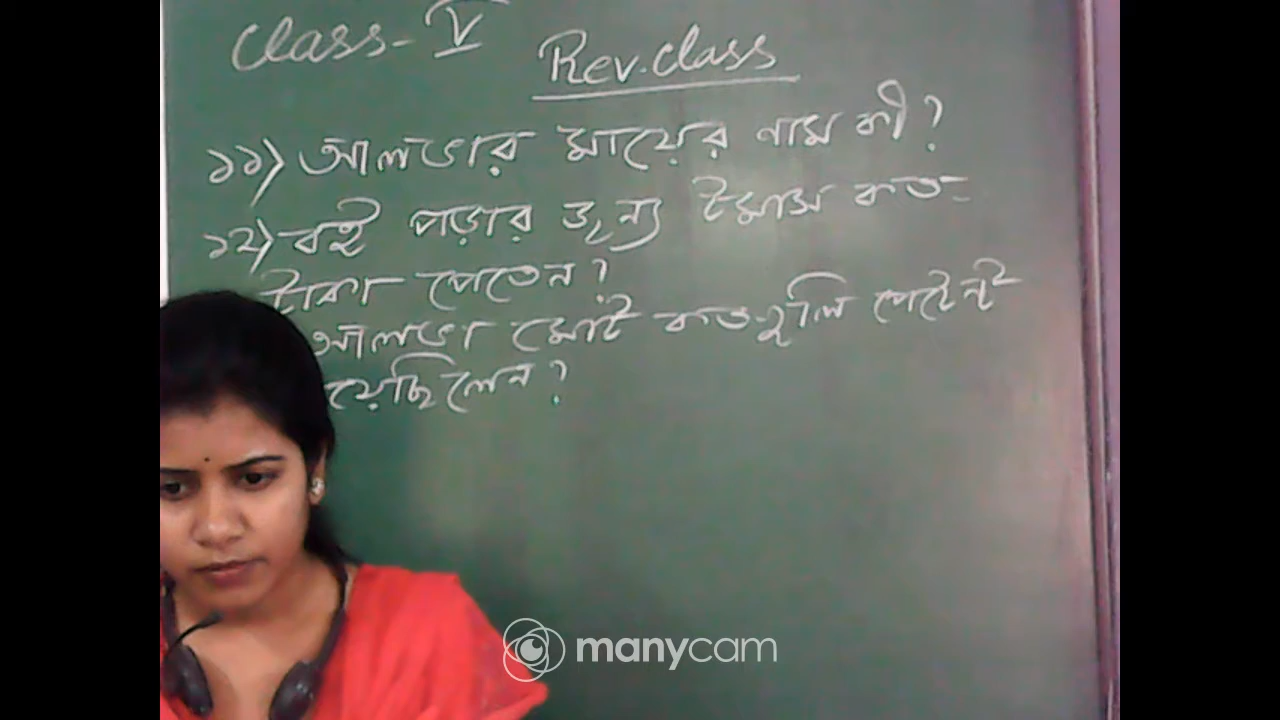 Class-V
Rev.class
১১) আলভার মায়ের নাম কী?
১২) বই পড়ার জন্য টমাস কত
টাকা পেতেন?
আলভা মোট কতগুলি পেটেন্ট
য়েছিলেন?
manycam